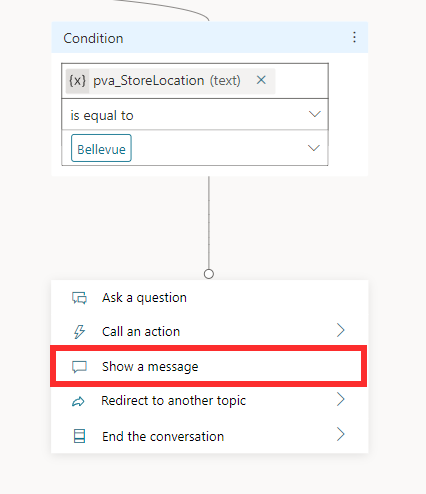 Condition
{x} pva_StoreLocation (text)
is equal to
Bellevue
Ask a question
Call an action
Show a message
Redirect to another topic
End the conversation